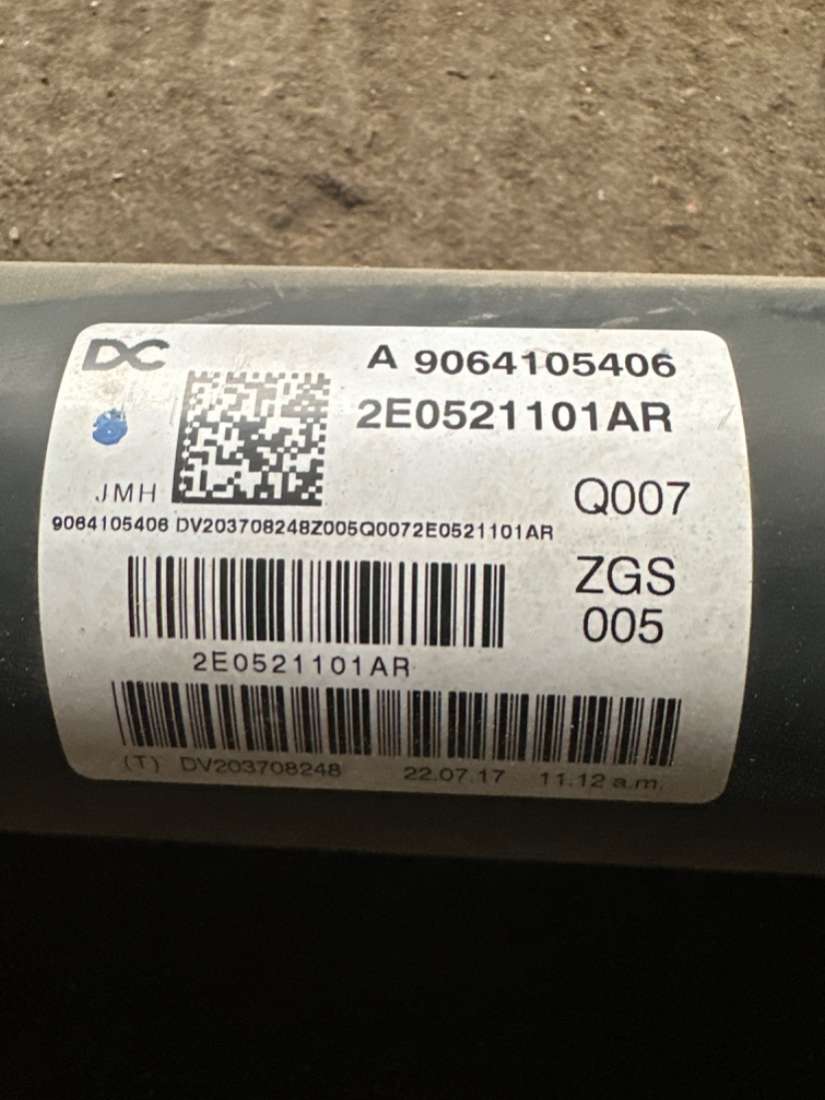 DC
A 9064105406
2E0521101AR
JMH
Q007
9064105406 DV203708248Z005Q0072E0521101AR
ZGS
005
2E0521101AR
(T) DV203708248 22.07.17 11.12 a.m.